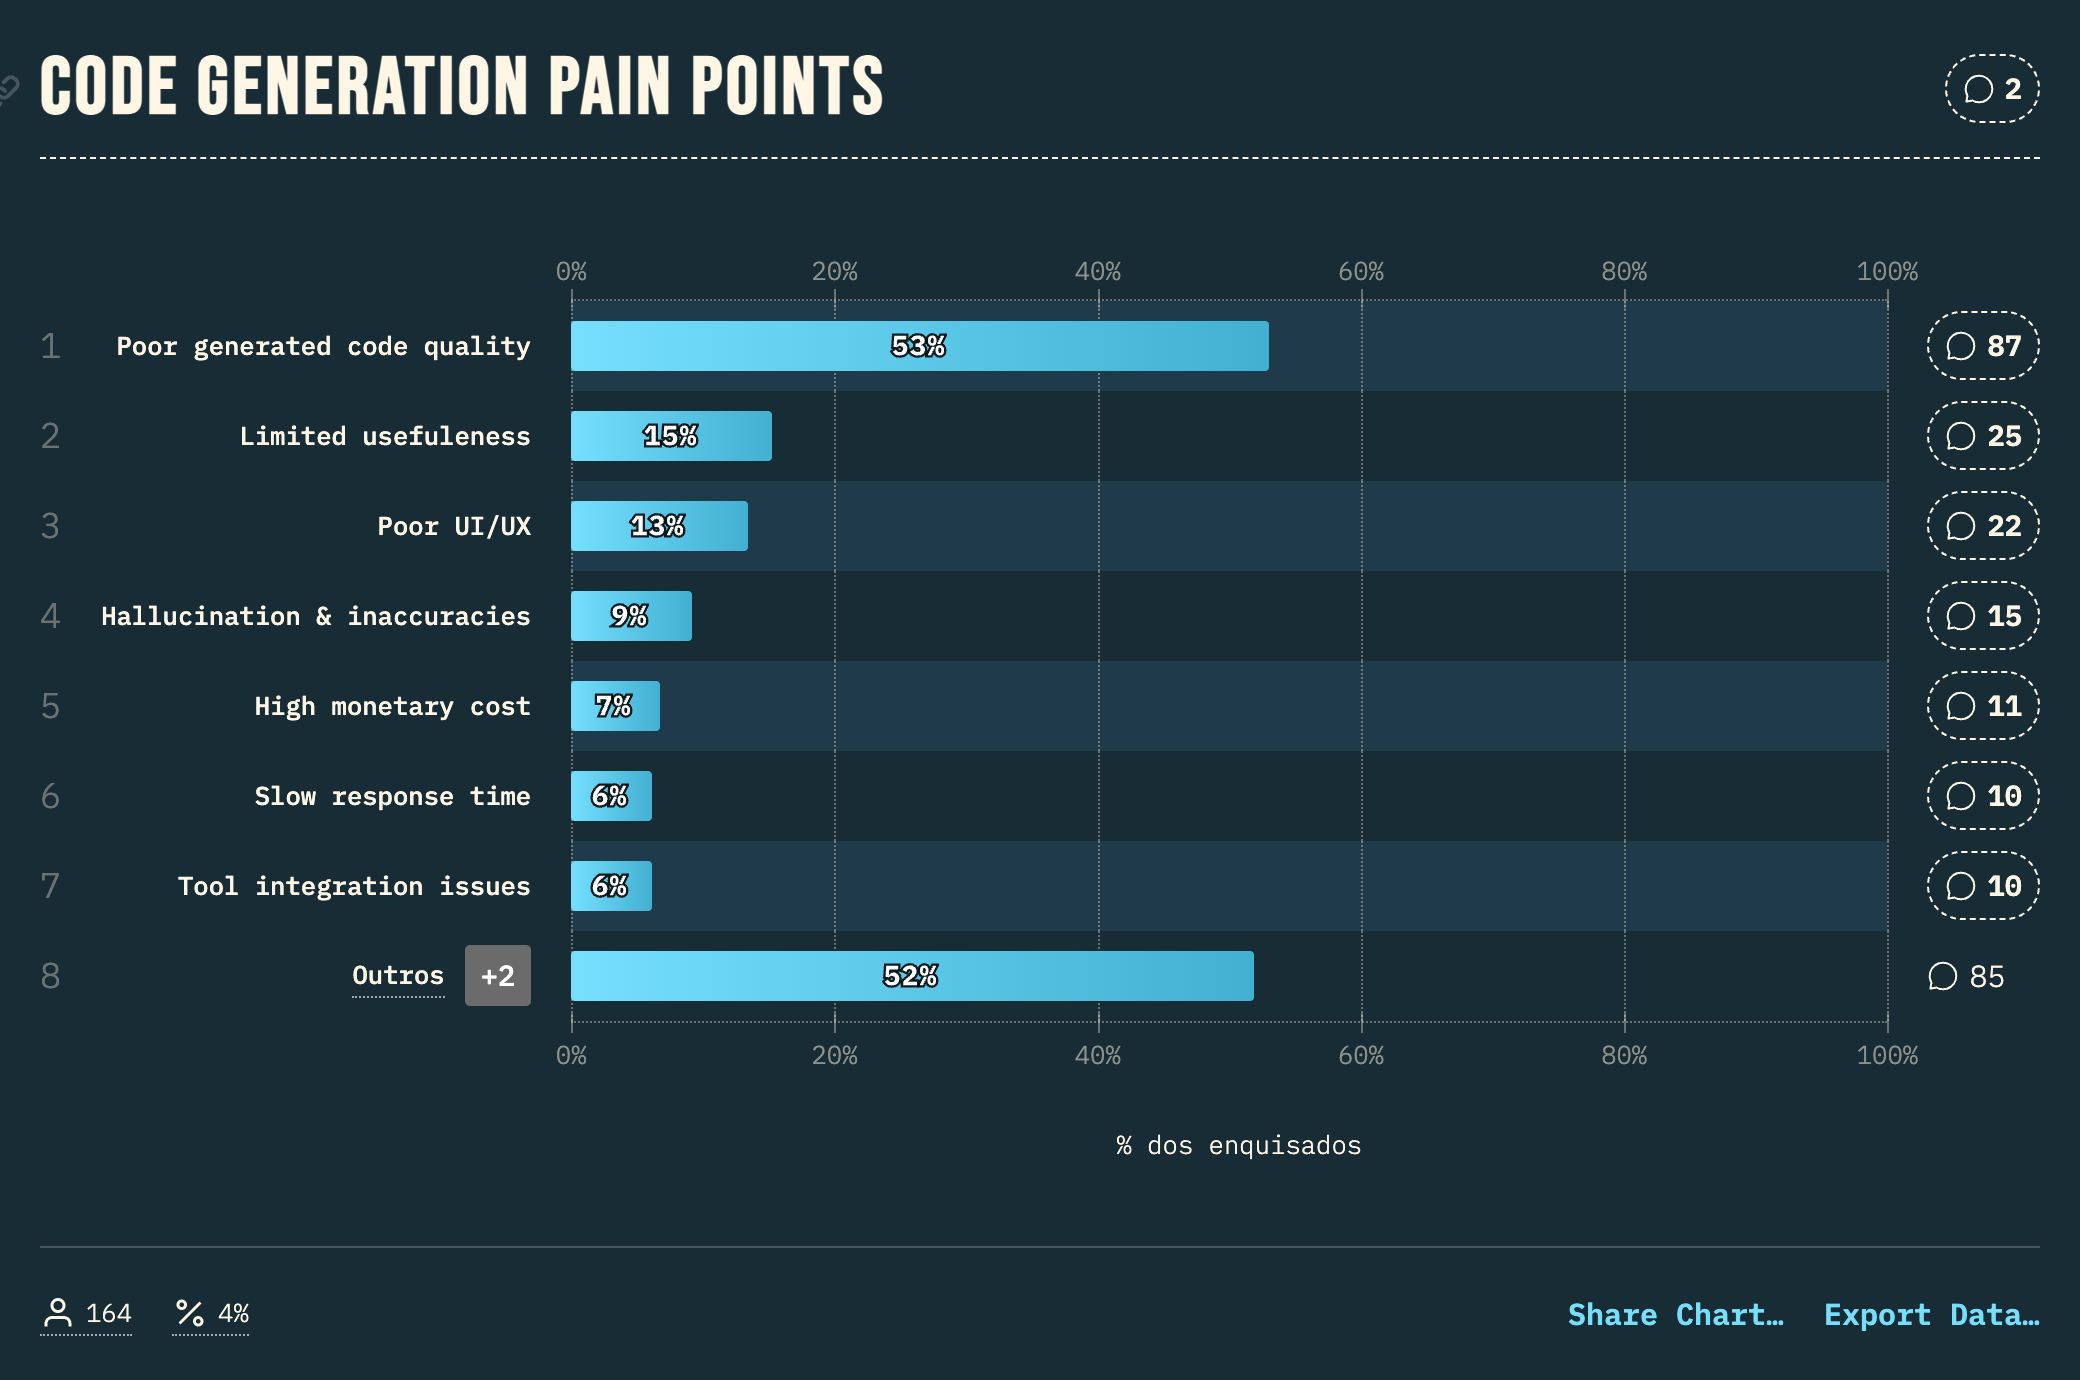 CODE GENERATION PAIN POINTS
2
0% 20% 40% 60% 80% 100%
1 Poor generated code quality 53% 87
2 Limited usefuleness 15% 25
3 Poor UI/UX 13% 22
4 Hallucination & inaccuracies 9% 15
5 High monetary cost 7% 11
6 Slow response time 6% 10
7 Tool integration issues 6% 10
8 Outros +2 52% 85
0% 20% 40% 60% 80% 100%
% dos enquisados
164 4% Share Chart… Export Data…